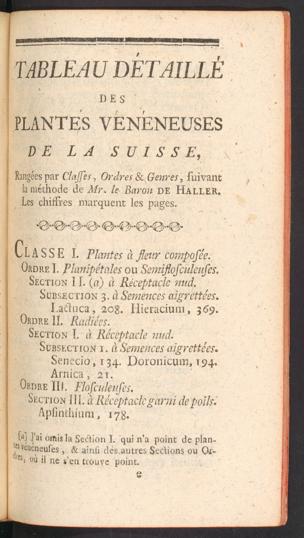 TABLEAU DÉTAILLÉ
DES
PLANTES VÉNÉNEUSES
DE LA SUISSE,
Rangées par Classes, Ordres & Genres, suivant
la méthode de Mr. le Baron DE HALLER.
Les chiffres marquent les pages.
CLASSE I. Plantes à fleur composée.
ORDRE I. Planipétales ou Semiflosculeuses.
SECTION II. (a) à Réceptacle nud.
SUBSECTION 3. à Semences aigrettées.
Lactuca, 208. Hieracium, 369.
ORDRE II. Radiées.
SECTION I. à Réceptacle nud.
SUBSECTION 1. à Semences aigrettées.
Senecio, 134. Doronicum, 194.
Arnica, 21.
ORDRE III. Flosculeuses.
SECTION III. à Réceptacle garni de poils.
Apsinthium, 178.
(a) J'ai omis la Section I. qui n'a point de plan-
tes vénéneuses, & ainsi des autres Sections ou Or-
dres, où il ne s'en trouve point.